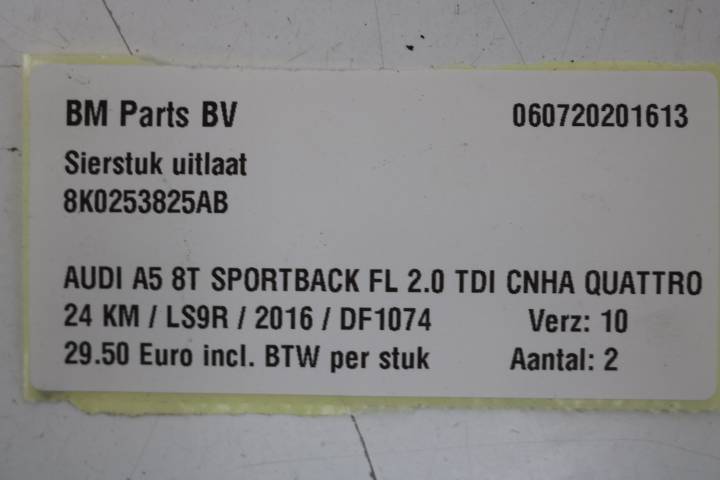 BM Parts BV 060720201613
Sierstuk uitlaat
8K0253825AB
AUDI A5 8T SPORTBACK FL 2.0 TDI CNHA QUATTRO
24 KM / LS9R / 2016 / DF1074 Verz: 10
29.50 Euro incl. BTW per stuk Aantal: 2